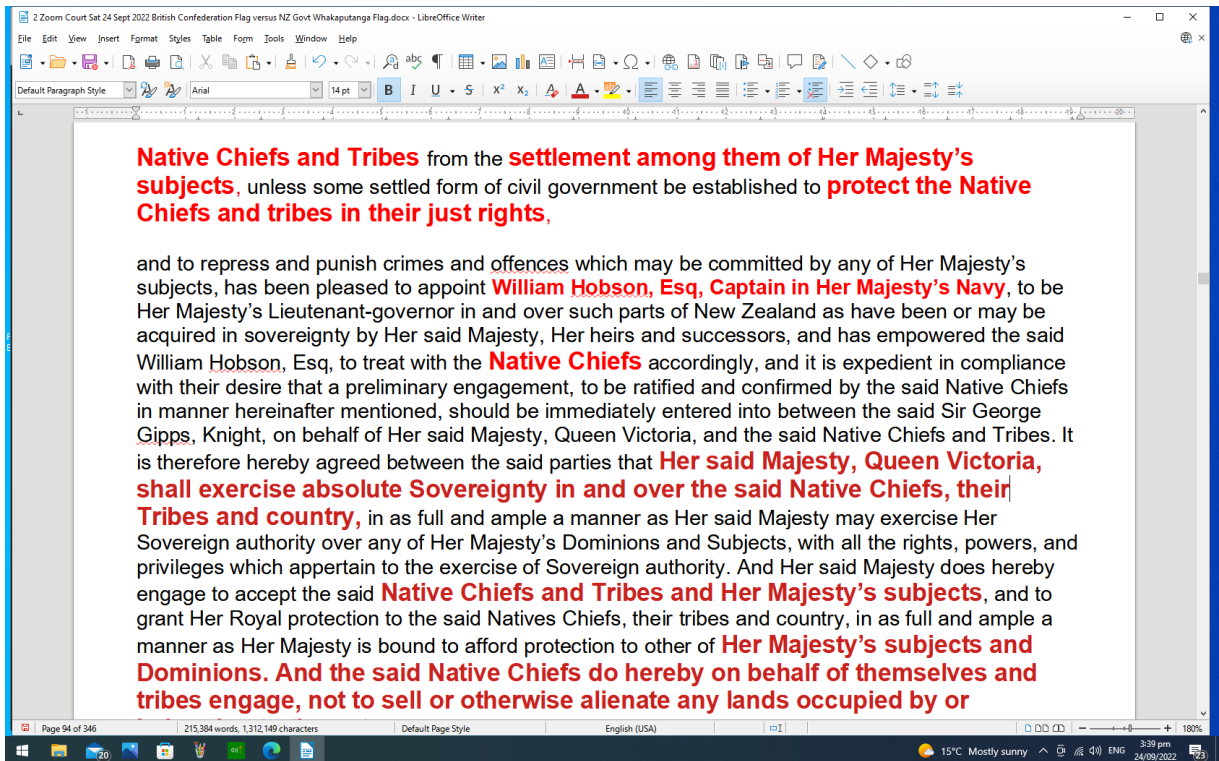 2 Zoom Court Sat 24 Sept 2022 British Confederation Flag versus NZ Govt Whakaputanga Flag.docx - LibreOffice Writer
File Edit View Insert Format Styles Table Form Tools Window Help
Default Paragraph Style Arial 14 pt B I U S X² X₂ A A
Native Chiefs and Tribes from the settlement among them of Her Majesty's
subjects, unless some settled form of civil government be established to protect the Native
Chiefs and tribes in their just rights,
and to repress and punish crimes and offences which may be committed by any of Her Majesty's
subjects, has been pleased to appoint William Hobson, Esq, Captain in Her Majesty's Navy, to be
Her Majesty's Lieutenant-governor in and over such parts of New Zealand as have been or may be
acquired in sovereignty by Her said Majesty, Her heirs and successors, and has empowered the said
William Hobson, Esq, to treat with the Native Chiefs accordingly, and it is expedient in compliance
with their desire that a preliminary engagement, to be ratified and confirmed by the said Native Chiefs
in manner hereinafter mentioned, should be immediately entered into between the said Sir George
Gipps, Knight, on behalf of Her said Majesty, Queen Victoria, and the said Native Chiefs and Tribes. It
is therefore hereby agreed between the said parties that Her said Majesty, Queen Victoria,
shall exercise absolute Sovereignty in and over the said Native Chiefs, their
Tribes and country, in as full and ample a manner as Her said Majesty may exercise Her
Sovereign authority over any of Her Majesty's Dominions and Subjects, with all the rights, powers, and
privileges which appertain to the exercise of Sovereign authority. And Her said Majesty does hereby
engage to accept the said Native Chiefs and Tribes and Her Majesty's subjects, and to
grant Her Royal protection to the said Natives Chiefs, their tribes and country, in as full and ample a
manner as Her Majesty is bound to afford protection to other of Her Majesty's subjects and
Dominions. And the said Native Chiefs do hereby on behalf of themselves and
tribes engage, not to sell or otherwise alienate any lands occupied by or
Page 94 of 346 215,384 words, 1,312,149 characters Default Page Style English (USA) 180%
20 15°C Mostly sunny ENG 3:39 pm
24/09/2022 23